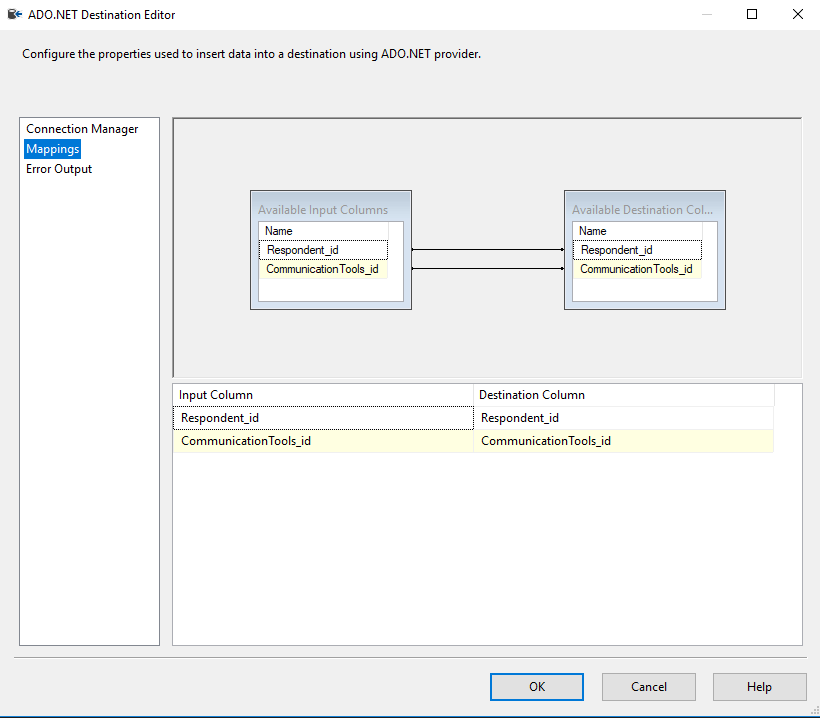 ADO.NET Destination Editor
Configure the properties used to insert data into a destination using ADO.NET provider.
Connection Manager
Mappings
Error Output
Available Input Columns
Name
Respondent_id
CommunicationTools_id
Available Destination Col...
Name
Respondent_id
CommunicationTools_id
Input Column Destination Column
Respondent_id Respondent_id
CommunicationTools_id CommunicationTools_id
OK Cancel Help